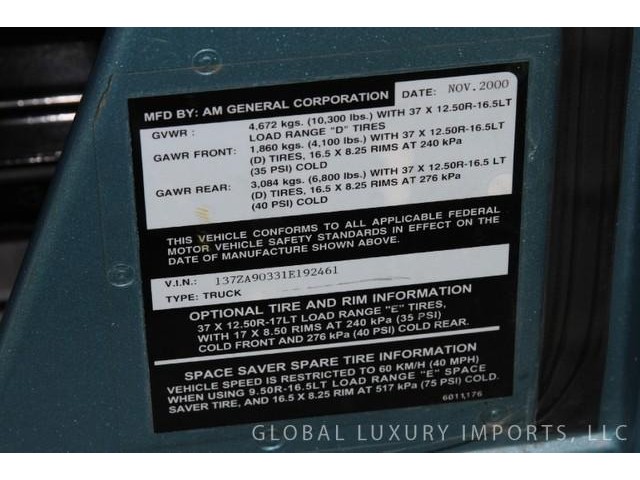 MFD BY: AM GENERAL CORPORATION DATE: NOV.2000
GVWR : 4,672 kgs. (10,300 lbs.) WITH 37 X 12.50R-16.5LT
LOAD RANGE "D" TIRES
GAWR FRONT: 1,860 kgs. (4,100 lbs.) WITH 37 X 12.50R-16.5LT
(D) TIRES, 16.5 X 8.25 RIMS AT 240 kPa
(35 PSI) COLD
GAWR REAR: 3,084 kgs. (6,800 lbs.) WITH 37 X 12.50R-16.5 LT
(D) TIRES, 16.5 X 8.25 RIMS AT 276 kPa
(40 PSI) COLD
THIS VEHICLE CONFORMS TO ALL APPLICABLE FEDERAL
MOTOR VEHICLE SAFETY STANDARDS IN EFFECT ON THE
DATE OF MANUFACTURE SHOWN ABOVE.
V.I.N.: 137ZA90331E192461
TYPE: TRUCK
OPTIONAL TIRE AND RIM INFORMATION
37 X 12.50R-17LT LOAD RANGE "E" TIRES,
WITH 17 X 8.50 RIMS AT 240 kPa (35 PSI)
COLD FRONT AND 276 kPa (40 PSI) COLD REAR.
SPACE SAVER SPARE TIRE INFORMATION
VEHICLE SPEED IS RESTRICTED TO 60 KM/H (40 MPH)
WHEN USING 9.50R-16.5LT LOAD RANGE "E" SPACE
SAVER TIRE, AND 16.5 X 8.25 RIM AT 517 kPa (75 PSI) COLD.
6011176
GLOBAL LUXURY IMPORTS, LLC